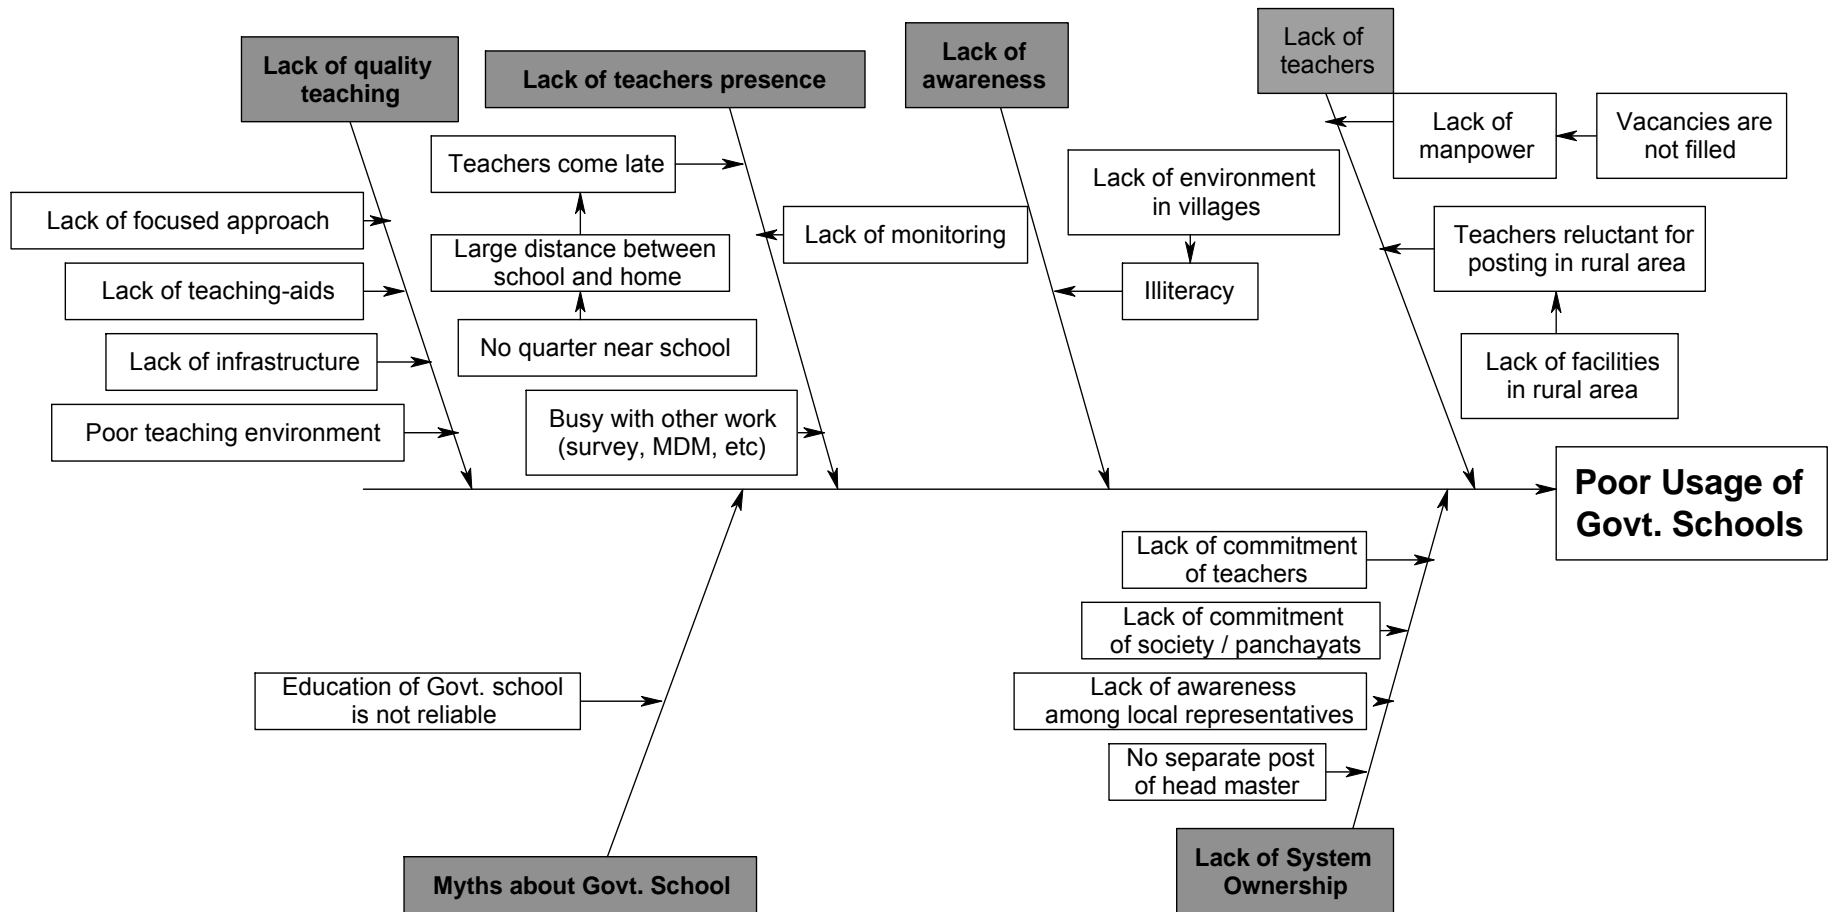 Lack of quality
teaching
Lack of teachers presence
Lack of
awareness
Lack of
teachers
Lack of focused approach
Lack of teaching-aids
Lack of infrastructure
Poor teaching environment
Teachers come late
Large distance between
school and home
No quarter near school
Busy with other work
(survey, MDM, etc)
Lack of monitoring
Lack of environment
in villages
Illiteracy
Lack of
manpower
Vacancies are
not filled
Teachers reluctant for
posting in rural area
Lack of facilities
in rural area
Poor Usage of
Govt. Schools
Education of Govt. school
is not reliable
Myths about Govt. School
Lack of commitment
of teachers
Lack of commitment
of society / panchayats
Lack of awareness
among local representatives
No separate post
of head master
Lack of System
Ownership